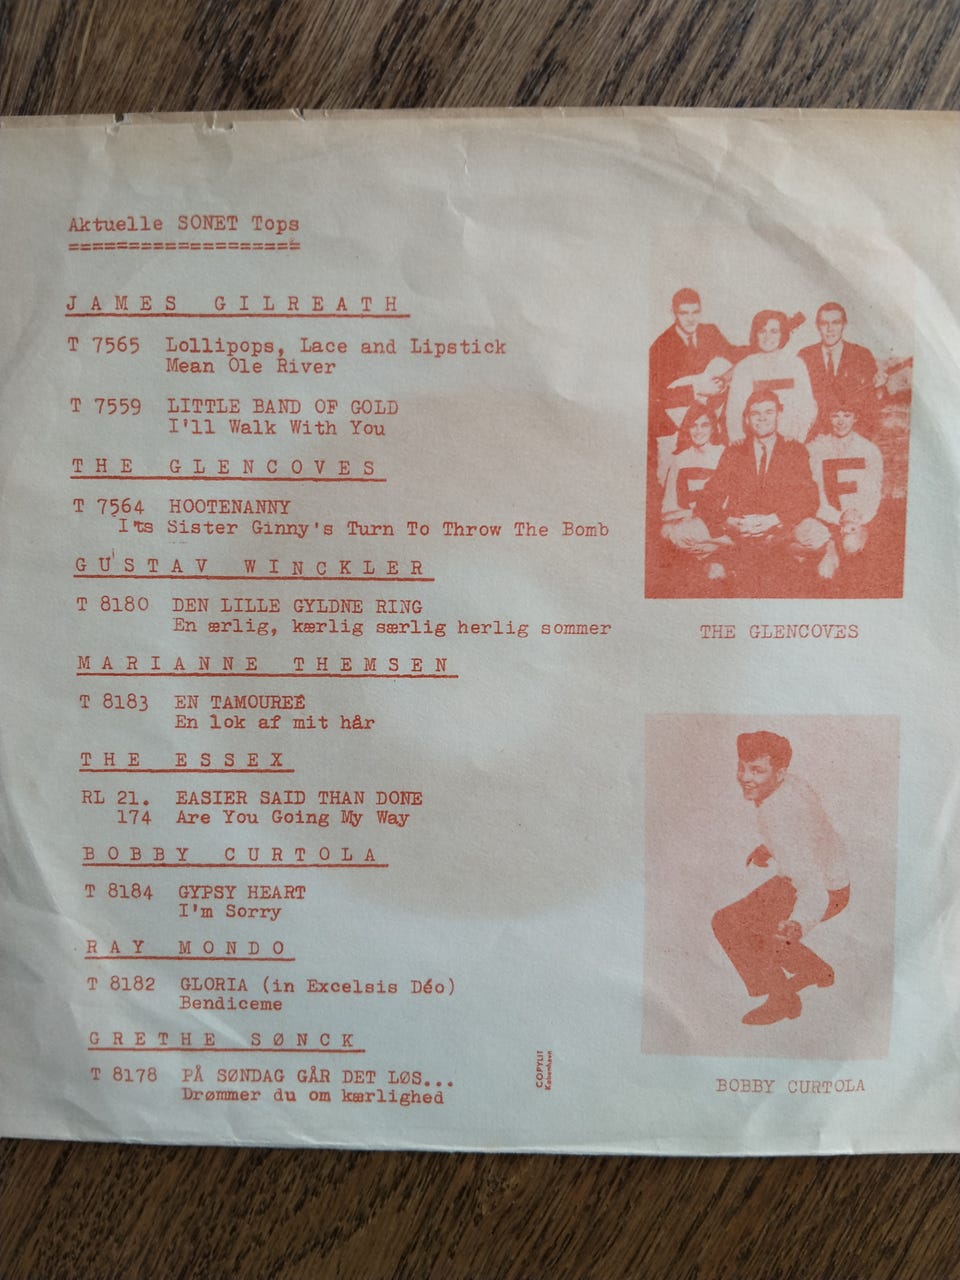 Aktuelle SONET Tops
===================
JAMES GILREATH
T 7565 Lollipops, Lace and Lipstick
Mean Ole River
T 7559 LITTLE BAND OF GOLD
I'll Walk With You
THE GLENCOVES
T 7564 HOOTENANNY
I'ts Sister Ginny's Turn To Throw The Bomb
GUSTAV WINCKLER
T 8180 DEN LILLE GYLDNE RING
En ærlig, kærlig særlig herlig sommer
MARIANNE THEMSEN
T 8183 EN TAMOUREÉ
En lok af mit hår
THE ESSEX
RL 21. EASIER SAID THAN DONE
174 Are You Going My Way
BOBBY CURTOLA
T 8184 GYPSY HEART
I'm Sorry
RAY MONDO
T 8182 GLORIA (in Excelsis Déo)
Bendiceme
GRETHE SØNCK
T 8178 PÅ SØNDAG GÅR DET LØS...
Drømmer du om kærlighed
COPYLIT
København
F
F
F
THE GLENCOVES
BOBBY CURTOLA